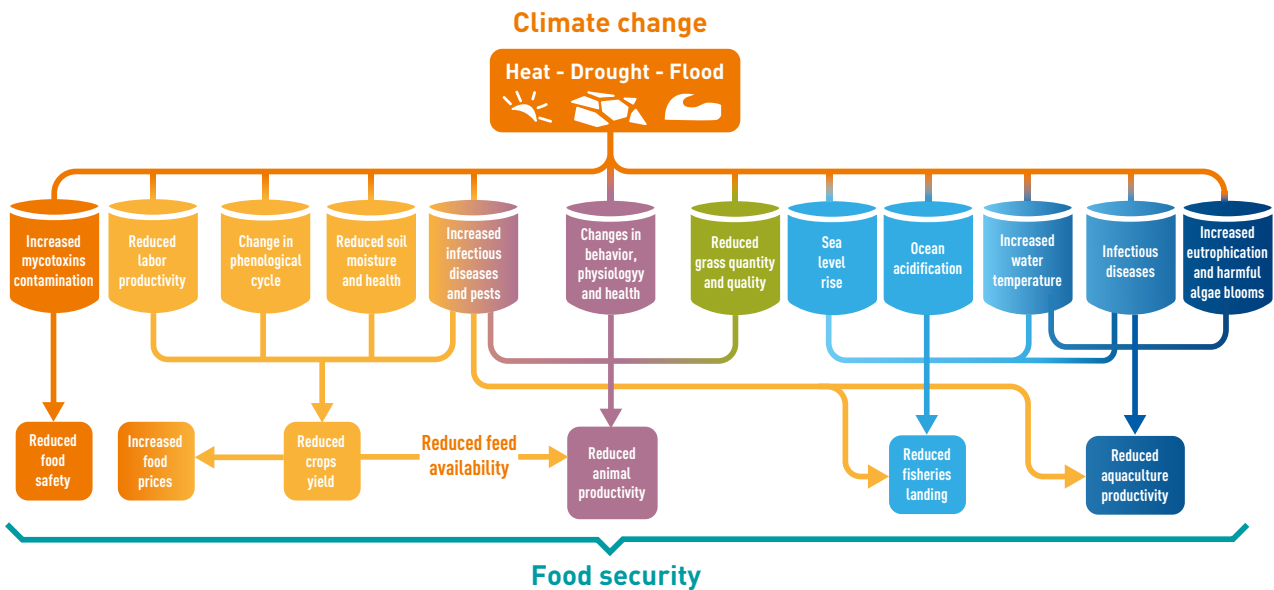 Climate change
Heat - Drought - Flood
Increased
mycotoxins
contamination
Reduced
labor
productivity
Change in
phenological
cycle
Reduced soil
moisture
and health
Increased
infectious
diseases
and pests
Changes in
behavior,
physiologyy
and health
Reduced
grass quantity
and quality
Sea
level
rise
Ocean
acidification
Increased
water
temperature
Infectious
diseases
Increased
eutrophication
and harmful
algae blooms
Reduced
food
safety
Increased
food
prices
Reduced
crops
yield
Reduced feed
availability
Reduced
animal
productivity
Reduced
fisheries
landing
Reduced
aquaculture
productivity
Food security